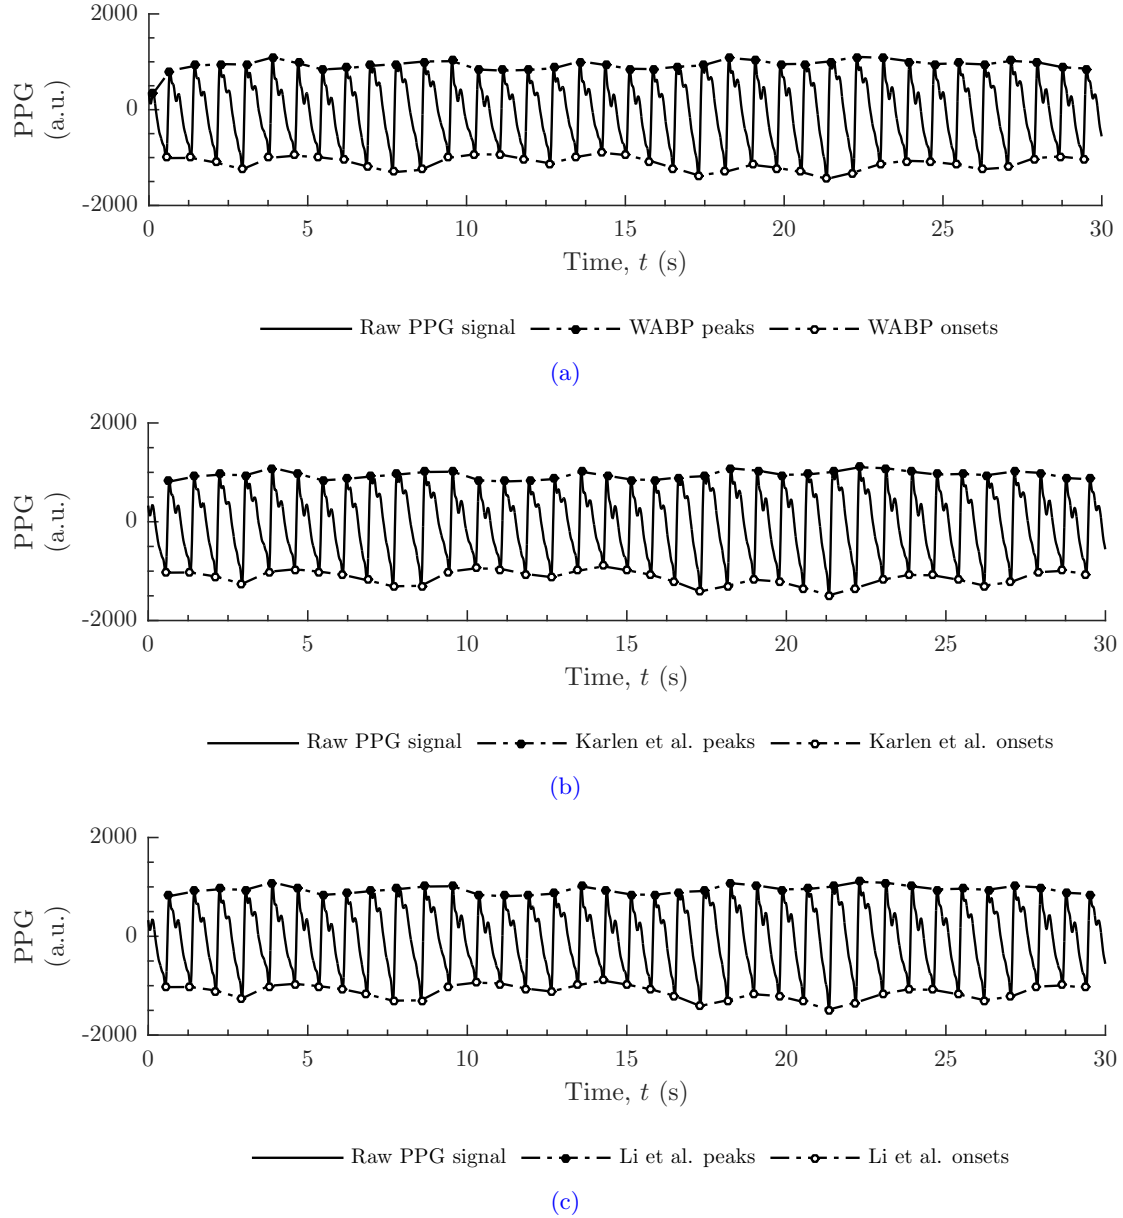 2000
0
-2000
PPG
(a.u.)
0 5 10 15 20 25 30
Time, t (s)
Raw PPG signal WABP peaks WABP onsets
(a)
2000
0
-2000
PPG
(a.u.)
0 5 10 15 20 25 30
Time, t (s)
Raw PPG signal Karlen et al. peaks Karlen et al. onsets
(b)
2000
0
-2000
PPG
(a.u.)
0 5 10 15 20 25 30
Time, t (s)
Raw PPG signal Li et al. peaks Li et al. onsets
(c)